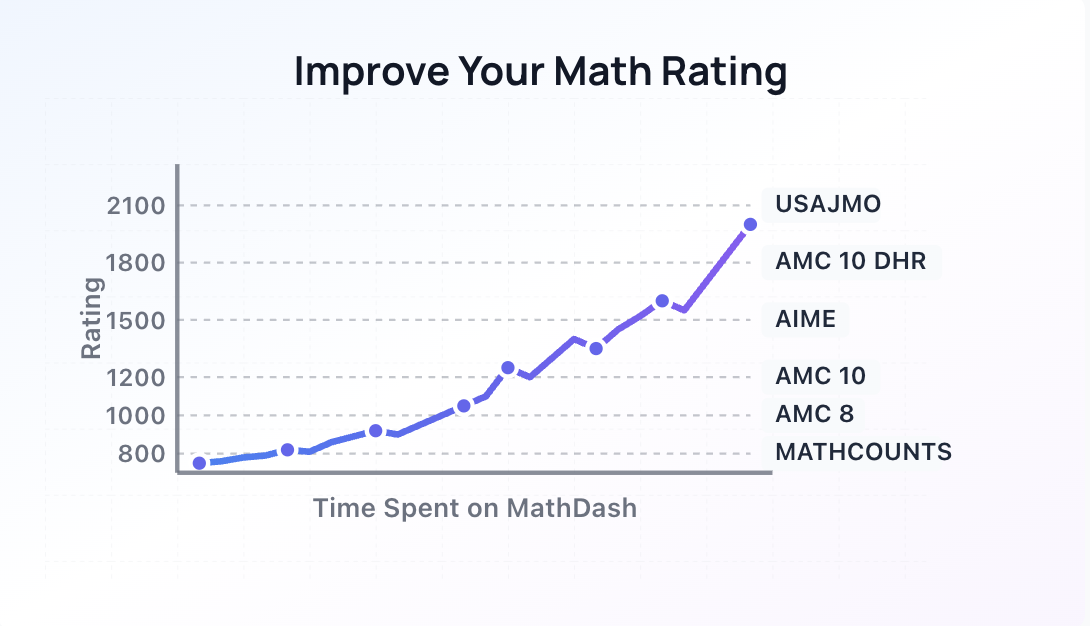 Improve Your Math Rating
2100
USAJMO
1800
AMC 10 DHR
Rating
1500
AIME
1200
AMC 10
1000
AMC 8
800
MATHCOUNTS
Time Spent on MathDash